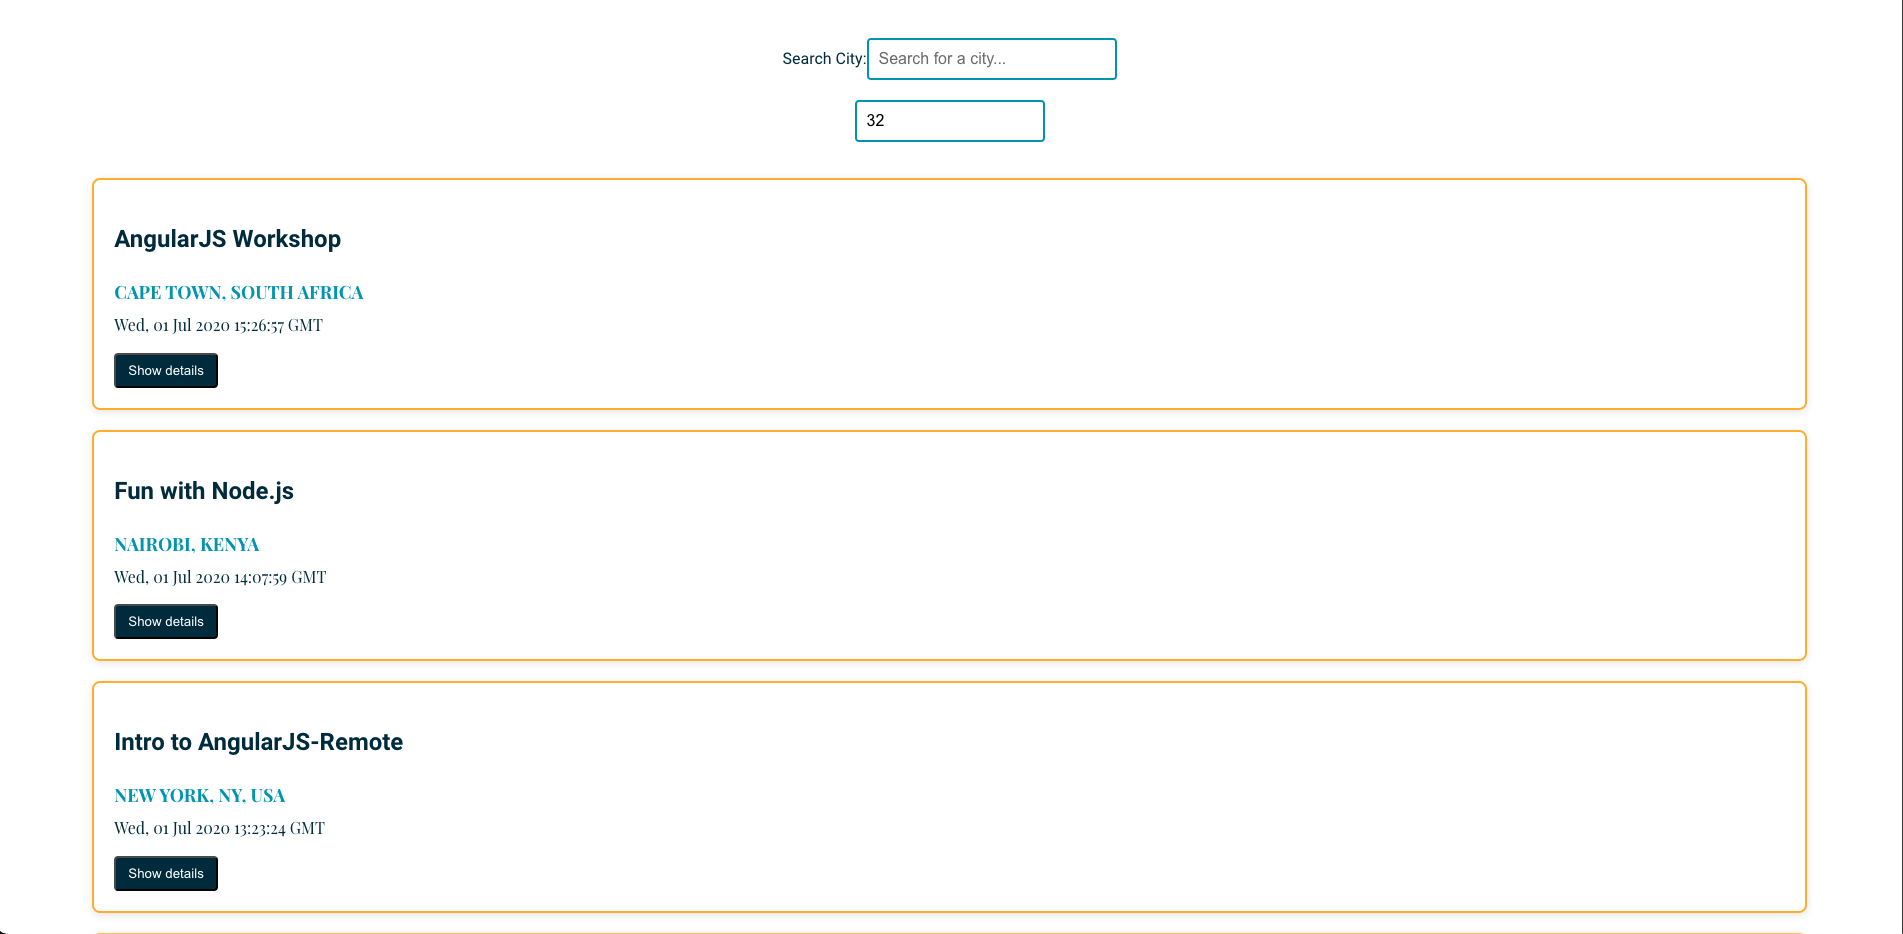 Search City: Search for a city...
32
AngularJS Workshop
CAPE TOWN, SOUTH AFRICA
Wed, 01 Jul 2020 15:26:57 GMT
Show details
Fun with Node.js
NAIROBI, KENYA
Wed, 01 Jul 2020 14:07:59 GMT
Show details
Intro to AngularJS-Remote
NEW YORK, NY, USA
Wed, 01 Jul 2020 13:23:24 GMT
Show details